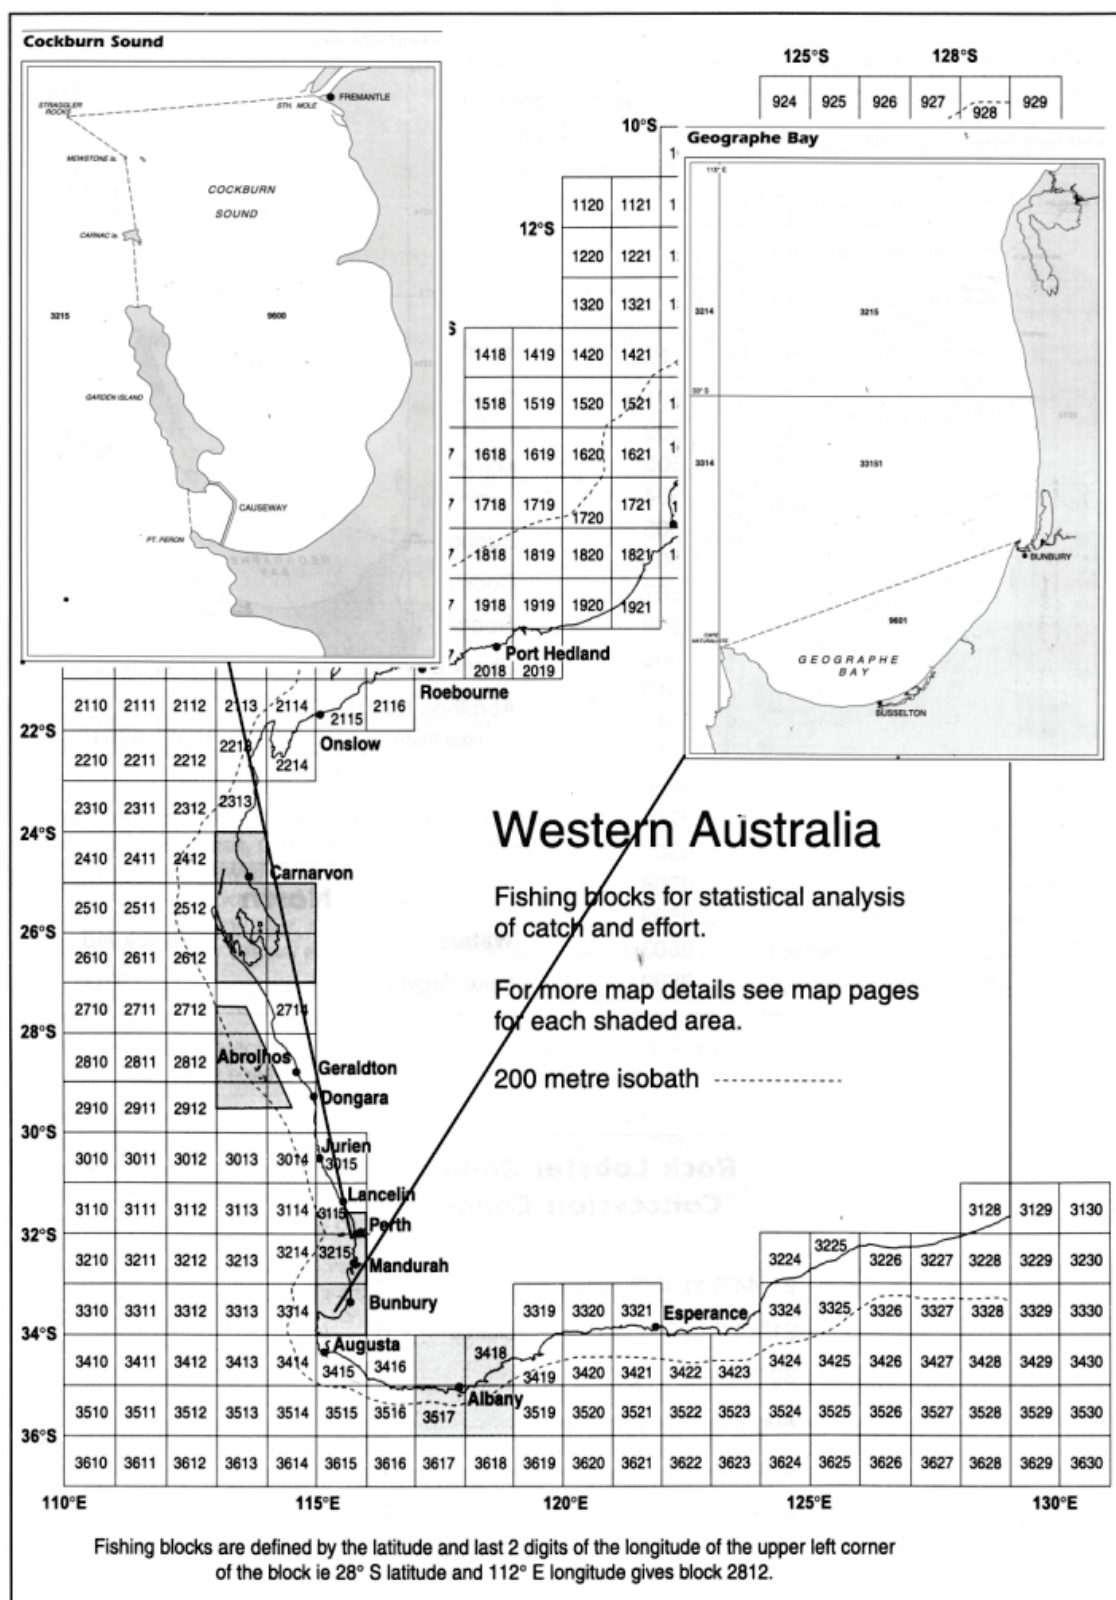 Cockburn Sound
STRAGGLER
ROCKS
STH. MOLE
FREMANTLE
MEWSTONE Is.
COCKBURN
SOUND
CARNAC Is.
3215
9600
GARDEN ISLAND
CAUSEWAY
PT. PERON
125°S 128°S
924 925 926 927 928 929
10°S
Geographe Bay
115° E
3214 3215
33° S
3314 33151
BUNBURY
9601
CAPE
NATURALISTE
GEOGRAPHE
BAY
BUSSELTON
1120 1121
12°S
1220 1221
1320 1321
1418 1419 1420 1421
1518 1519 1520 1521
1618 1619 1620 1621
1718 1719 1720 1721
1818 1819 1820 1821
1918 1919 1920 1921
Port Hedland
2018 2019
Roebourne
2110 2111 2112 2113 2114 2115 2116
22°S
Onslow
2210 2211 2212 2213 2214
2310 2311 2312 2313
24°S
2410 2411 2412
Carnarvon
2510 2511 2512
26°S
2610 2611 2612
2710 2711 2712 2714
28°S
2810 2811 2812 Abrolhos Geraldton
Dongara
2910 2911 2912
30°S
Jurien
3010 3011 3012 3013 3014 3015
Lancelin
3110 3111 3112 3113 3114 3115
Perth
32°S
3210 3211 3212 3213 3214 3215
Mandurah
Bunbury
3310 3311 3312 3313 3314
34°S
Augusta
3410 3411 3412 3413 3414 3415 3416 3418
Albany
3510 3511 3512 3513 3514 3515 3516 3517
36°S
3610 3611 3612 3613 3614 3615 3616 3617 3618 3619 3620 3621 3622 3623 3624 3625 3626 3627 3628 3629 3630
Western Australia
Fishing blocks for statistical analysis
of catch and effort.
For more map details see map pages
for each shaded area.
200 metre isobath
3128 3129 3130
3224 3225 3226 3227 3228 3229 3230
3319 3320 3321 Esperance 3324 3325 3326 3327 3328 3329 3330
3419 3420 3421 3422 3423 3424 3425 3426 3427 3428 3429 3430
3519 3520 3521 3522 3523 3524 3525 3526 3527 3528 3529 3530
110°E 115°E 120°E 125°E 130°E
Fishing blocks are defined by the latitude and last 2 digits of the longitude of the upper left corner
of the block ie 28° S latitude and 112° E longitude gives block 2812.